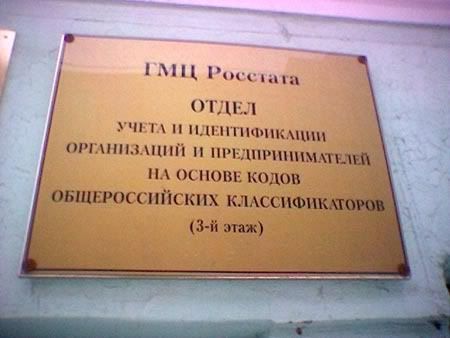 ГМЦ Росстата
ОТДЕЛ
УЧЕТА И ИДЕНТИФИКАЦИИ
ОРГАНИЗАЦИЙ И ПРЕДПРИНИМАТЕЛЕЙ
НА ОСНОВЕ КОДОВ
ОБЩЕРОССИЙСКИХ КЛАССИФИКАТОРОВ
(3-й этаж)